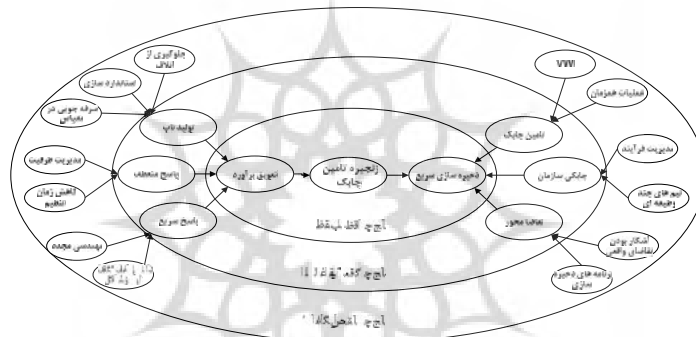 جلوگیری از
اتلاف
استاندارد سازی
صرفه جویی در
مقیاس
تولید ناب
مدیریت ظرفیت
کاهش زمان
تنظیم
پاسخ منعطف
مهندسی مجدد
پاسخ سریع
تعویق برآورد
زنجیره تامین
چابک
ذخیره سازی سریع
VMI
عملیات همزمان
تامین چابک
مدیریت فرآیند
چابکی سازمان
تیم های چند
وظیفه ای
تقاضا محور
آشکار بودن
تقاضای واقعی
برنامه های ذخیره
سازی